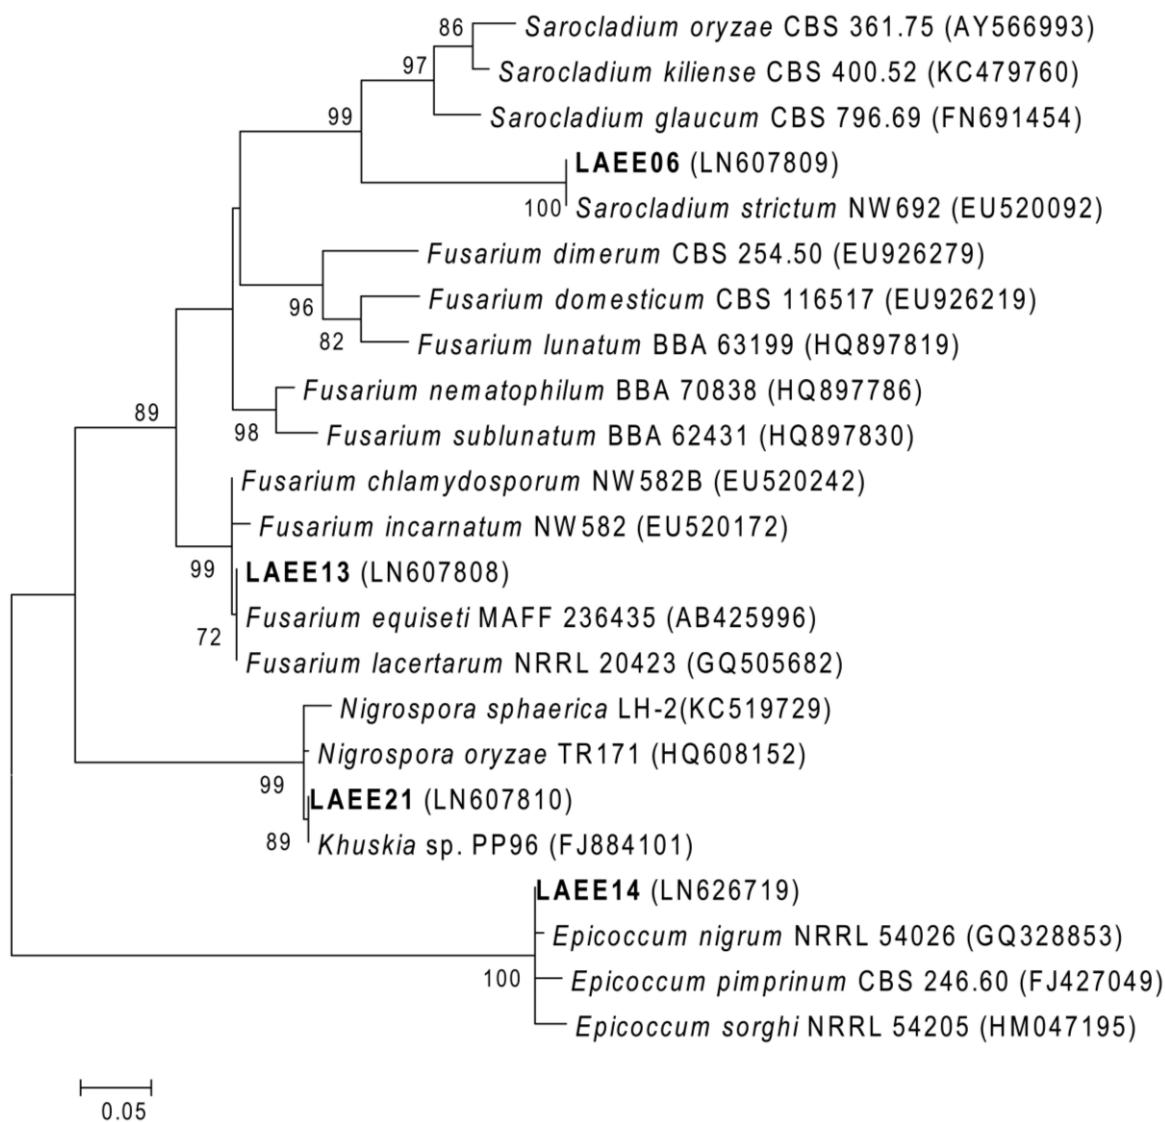 86
Sarocladium oryzae CBS 361.75 (AY566993)
97
Sarocladium kiliense CBS 400.52 (KC479760)
99
Sarocladium glaucum CBS 796.69 (FN691454)
LAEE06 (LN607809)
100
Sarocladium strictum NW692 (EU520092)
Fusarium dimerum CBS 254.50 (EU926279)
96
Fusarium domesticum CBS 116517 (EU926219)
82
Fusarium lunatum BBA 63199 (HQ897819)
Fusarium nematophilum BBA 70838 (HQ897786)
89
98
Fusarium sublunatum BBA 62431 (HQ897830)
Fusarium chlamydosporum NW582B (EU520242)
Fusarium incarnatum NW582 (EU520172)
99
LAEE13 (LN607808)
Fusarium equiseti MAFF 236435 (AB425996)
72
Fusarium lacertarum NRRL 20423 (GQ505682)
Nigrospora sphaerica LH-2(KC519729)
Nigrospora oryzae TR171 (HQ608152)
99
LAEE21 (LN607810)
89
Khuskia sp. PP96 (FJ884101)
LAEE14 (LN626719)
Epicoccum nigrum NRRL 54026 (GQ328853)
100
Epicoccum pimprinum CBS 246.60 (FJ427049)
Epicoccum sorghi NRRL 54205 (HM047195)
0.05